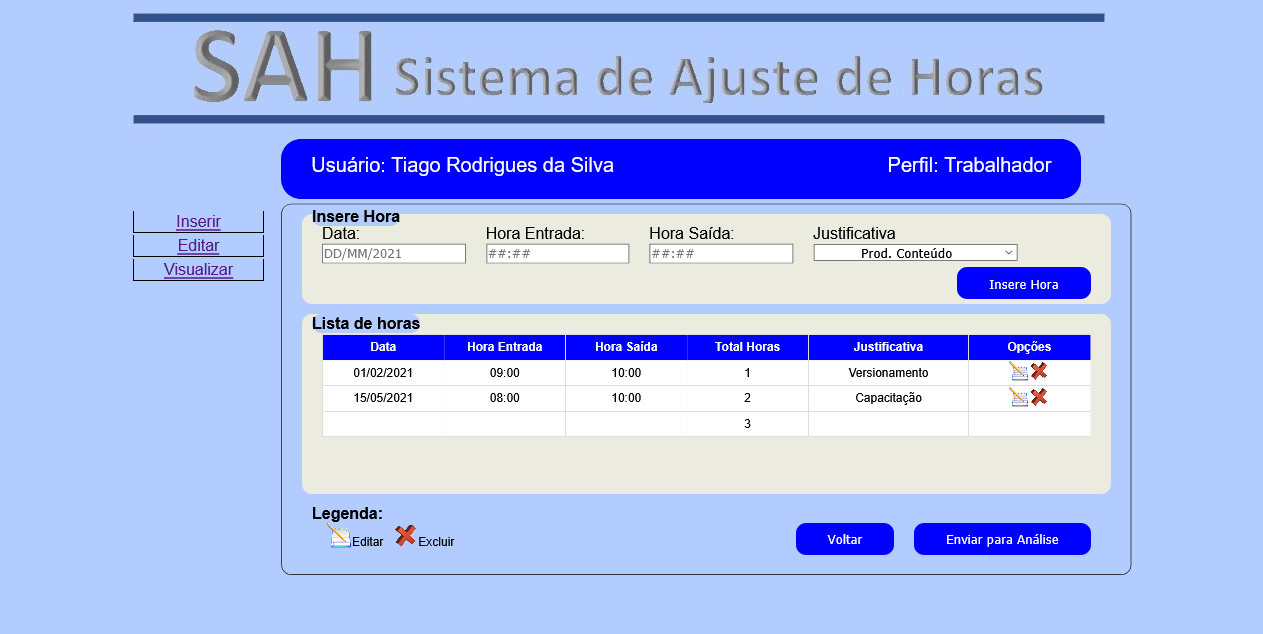 SAH Sistema de Ajuste de Horas
Usuário: Tiago Rodrigues da Silva Perfil: Trabalhador
Inserir
Editar
Visualizar
Insere Hora
Data: Hora Entrada: Hora Saída: Justificativa
DD/MM/2021 ##:## ##:## Prod. Conteúdo
Insere Hora
Lista de horas
Data Hora Entrada Hora Saída Total Horas Justificativa Opções
01/02/2021 09:00 10:00 1 Versionamento
15/05/2021 08:00 10:00 2 Capacitação
3
Legenda:
Editar Excluir
Voltar Enviar para Análise